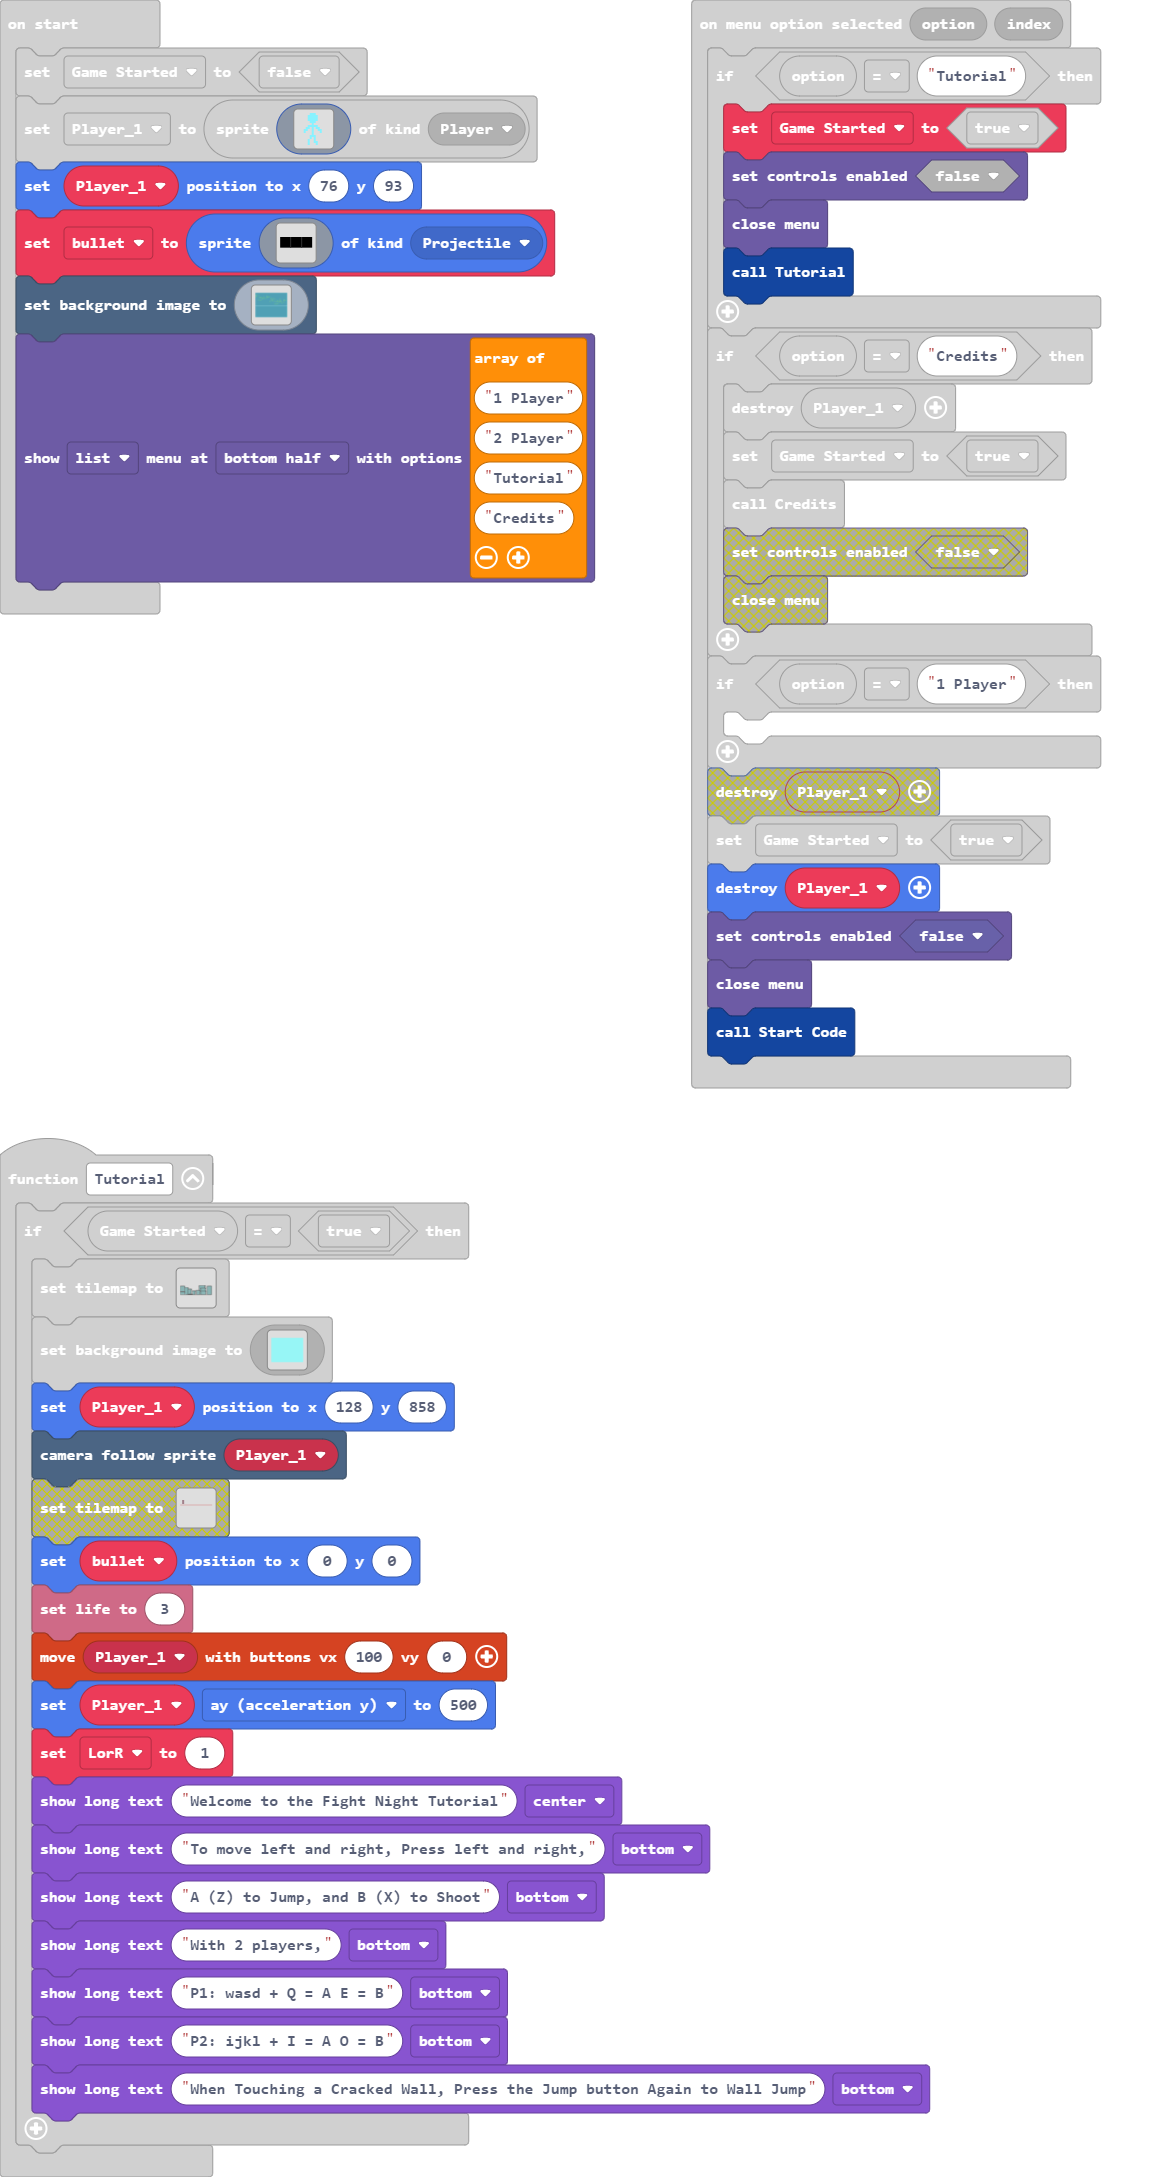 on start
set Game Started to false
set Player_1 to sprite of kind Player
set Player_1 position to x 76 y 93
set bullet to sprite of kind Projectile
set background image to
show list menu at bottom half with options
array of
"1 Player"
"2 Player"
"Tutorial"
"Credits"
on menu option selected option index
if option = "Tutorial" then
set Game Started to true
set controls enabled false
close menu
call Tutorial
if option = "Credits" then
destroy Player_1
set Game Started to true
call Credits
set controls enabled false
close menu
if option = "1 Player" then
destroy Player_1
set Game Started to true
destroy Player_1
set controls enabled false
close menu
call Start Code
function Tutorial
if Game Started = true then
set tilemap to
set background image to
set Player_1 position to x 128 y 858
camera follow sprite Player_1
set tilemap to
set bullet position to x 0 y 0
set life to 3
move Player_1 with buttons vx 100 vy 0
set Player_1 ay (acceleration y) to 500
set LorR to 1
show long text "Welcome to the Fight Night Tutorial" center
show long text "To move left and right, Press left and right," bottom
show long text "A (Z) to Jump, and B (X) to Shoot" bottom
show long text "With 2 players," bottom
show long text "P1: wasd + Q = A E = B" bottom
show long text "P2: ijkl + I = A O = B" bottom
show long text "When Touching a Cracked Wall, Press the Jump button Again to Wall Jump" bottom